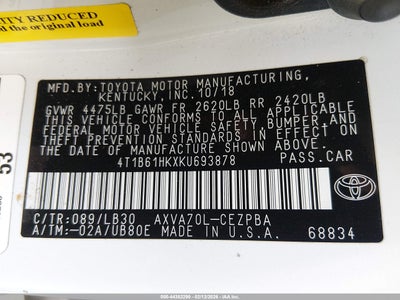 TY REDUCED
d the original load
MFD.BY:TOYOTA MOTOR MANUFACTURING,
KENTUCKY,INC.10/18
GVWR 4475LB GAWR FR 2620LB RR 2420LB
THIS VEHICLE CONFORMS TO ALL APPLICABLE
FEDERAL MOTOR VEHICLE SAFETY,BUMPER,AND
THEFT PREVENTION STANDARDS IN EFFECT ON
THE DATE OF MANUFACTURE SHOWN ABOVE.
4T1B61HKXKU693878 PASS.CAR
C/TR:089/LB30 AXVA70L-CEZPBA
A/TM:-02A/UB80E MADE IN U.S.A. 68834
TOYOTA
53